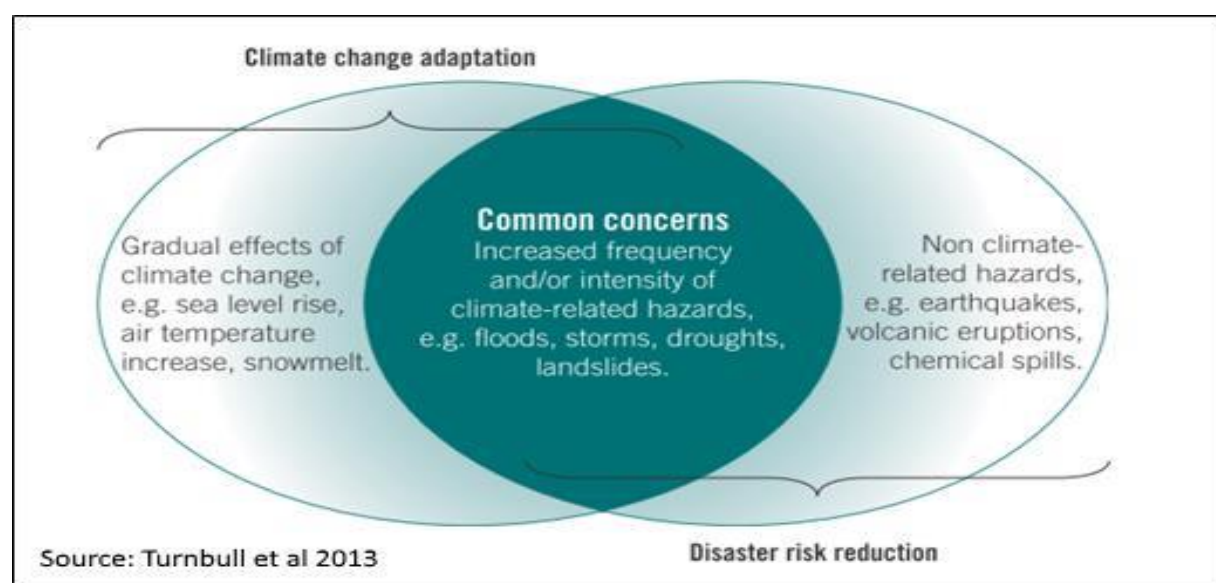 Climate change adaptation
Gradual effects of
climate change,
e.g. sea level rise,
air temperature
increase, snowmelt.
Common concerns
Increased frequency
and/or intensity of
climate-related hazards,
e.g. floods, storms, droughts,
landslides.
Non climate-
related hazards,
e.g. earthquakes,
volcanic eruptions,
chemical spills.
Disaster risk reduction
Source: Turnbull et al 2013